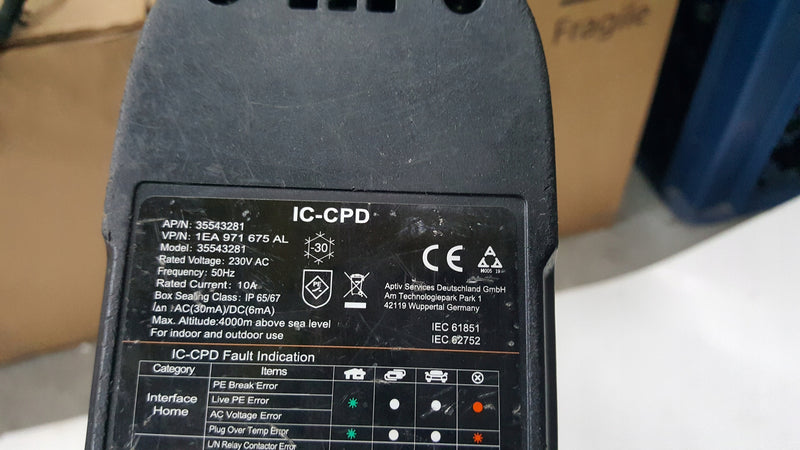 Fragile
IC-CPD
AP/N: 35543281
VP/N: 1EA 971 675 AL
Model: 35543281
Rated Voltage: 230V AC
Frequency: 50Hz
Rated Current: 10A
Box Sealing Class: IP 65/67
I△n :AC(30mA)/DC(6mA)
Max. Altitude:4000m above sea level
For indoor and outdoor use
-30
PE
CE
Aptiv Services Deutschland GmbH
Am Technologiepark Park 1
42119 Wuppertal Germany
IEC 61851
IEC 62752
IC-CPD Fault Indication
Category Items
Interface Home
PE Break Error
Live PE Error
AC Voltage Error
Plug Over Temp Error
L/N Relay Contactor Error